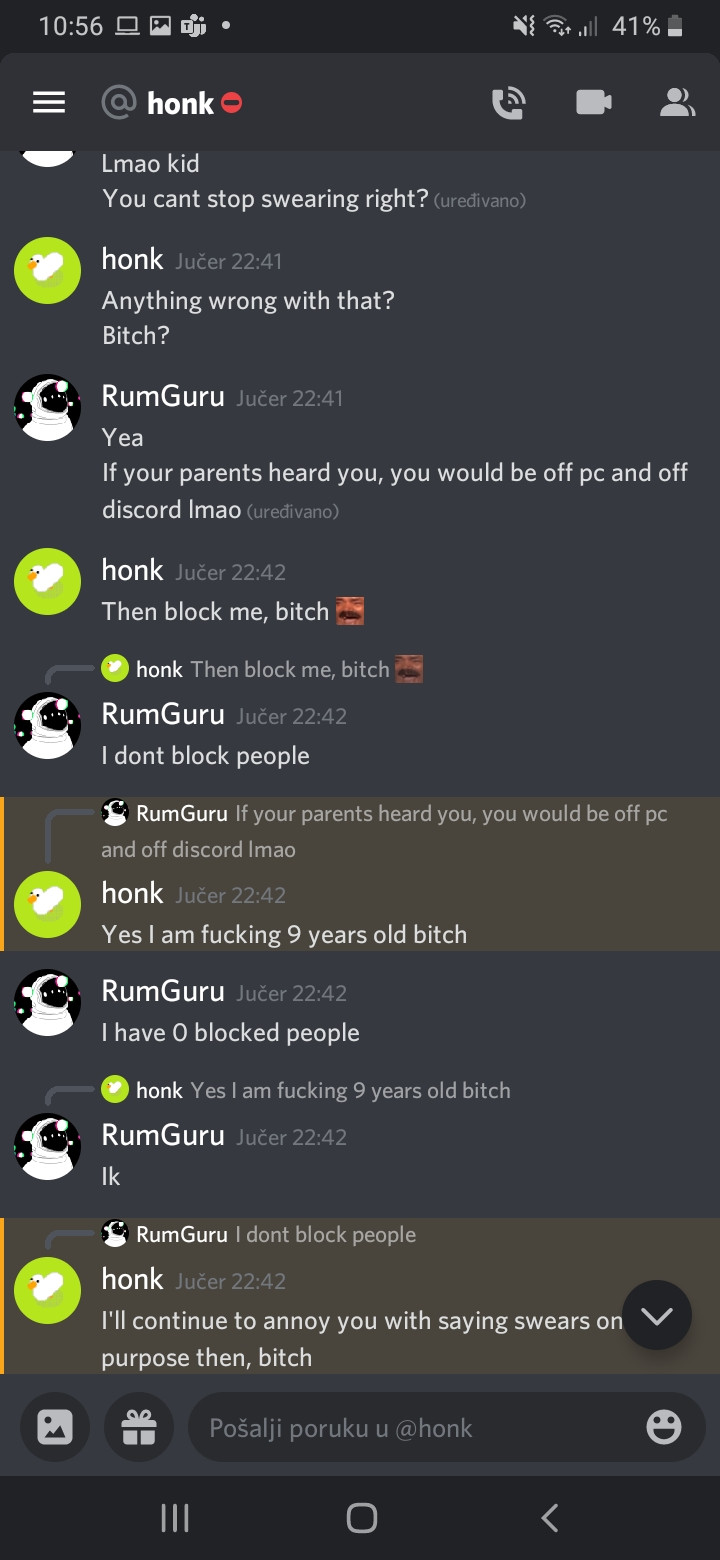 10:56
41%
@ honk
Lmao kid
You cant stop swearing right? (uređivano)
honk Jučer 22:41
Anything wrong with that?
Bitch?
RumGuru Jučer 22:41
Yea
If your parents heard you, you would be off pc and off
discord lmao (uređivano)
honk Jučer 22:42
Then block me, bitch
honk Then block me, bitch
RumGuru Jučer 22:42
I dont block people
RumGuru If your parents heard you, you would be off pc
and off discord lmao
honk Jučer 22:42
Yes I am fucking 9 years old bitch
RumGuru Jučer 22:42
I have 0 blocked people
honk Yes I am fucking 9 years old bitch
RumGuru Jučer 22:42
Ik
RumGuru I dont block people
honk Jučer 22:42
I'll continue to annoy you with saying swears on
purpose then, bitch
Pošalji poruku u @honk